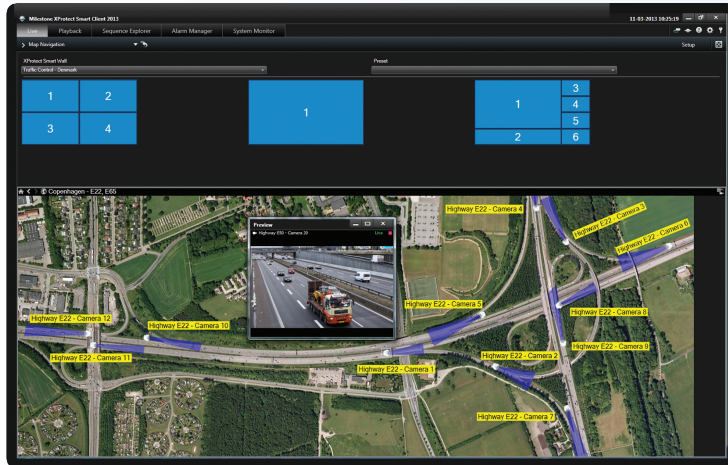 Milestone XProtect Smart Client 2013
11-03-2013 10:25:19
Live Playback Sequence Explorer Alarm Manager System Monitor
Map Navigation
Setup
XProtect Smart Wall
Preset
Traffic Control - Denmark
1 2
3 4
1
1
2
3
4
5
6
Copenhagen - E22, E65
Preview
Highway E80 - Camera 20
Live
Highway E22 - Camera 4
Highway E22 - Camera 3
Highway E22 - Camera 6
Highway E22 - Camera 5
Highway E22 - Camera 8
Highway E22 - Camera 12
Highway E22 - Camera 10
Highway E22 - Camera 9
Highway E22 - Camera 11
Highway E22 - Camera 2
Highway E22 - Camera 1
Highway E22 - Camera 7